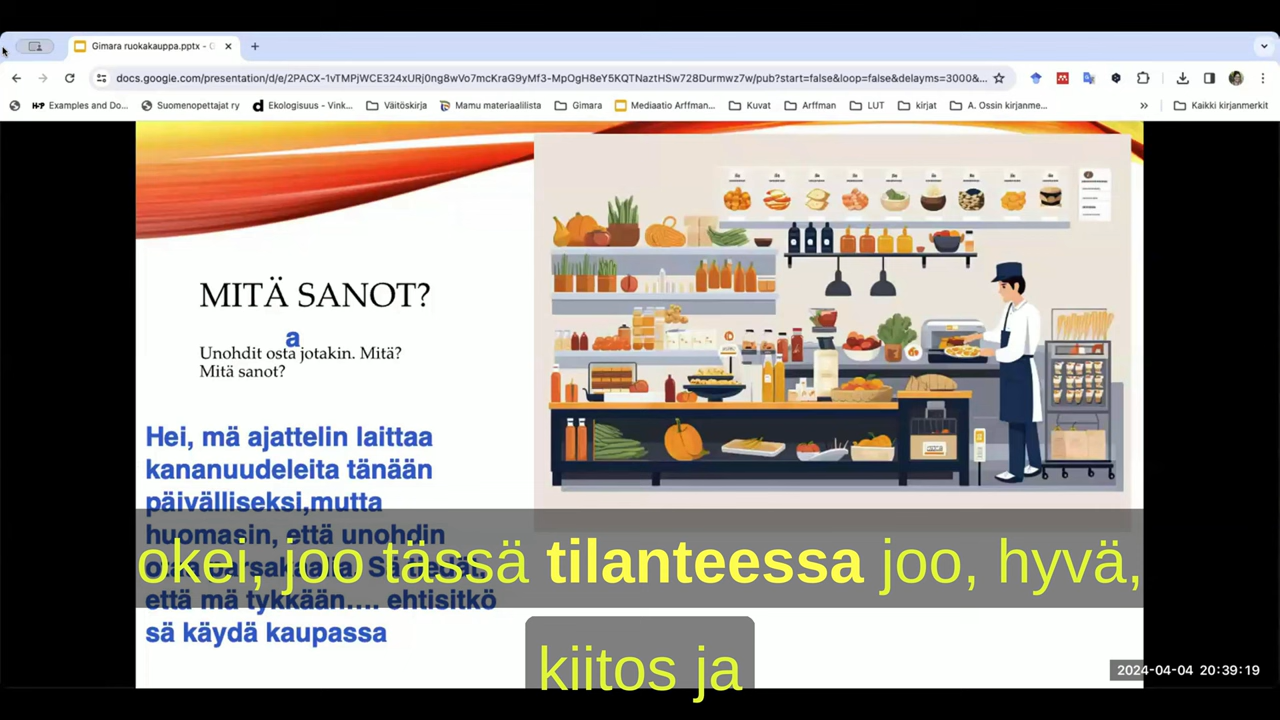 Gimara ruokakauppa.pptx - G
docs.google.com/presentation/d/e/2PACX-1vTMPjWCE324xURj0ng8wVo7mcKraG9yMf3-MpOgH8eY5KQTNaztHSw728Durmwz7w/pub?start=false&loop=false&delayms=3000&...
Examples and Do...
Suomenopettajat ry
Ekologisuus - Vink...
Väitöskirja
Mamu materiaalilista
Gimara
Mediaatio Arffman...
Kuvat
Arffman
LUT
kirjat
A. Ossin kirjanme...
Kaikki kirjanmerkit
MITÄ SANOT?
a
Unohdit osta jotakin. Mitä?
Mitä sanot?
Hei, mä ajattelin laittaa
kananuudeleita tänään
päivälliseksi,mutta
huomasin, että unohdin
ostaa parsakaalia. Sä tiedät,
että mä tykkään.... ehtisitkö
sä käydä kaupassa
okei, joo tässä tilanteessa joo, hyvä,
kiitos ja
2024-04-04 20:39:19